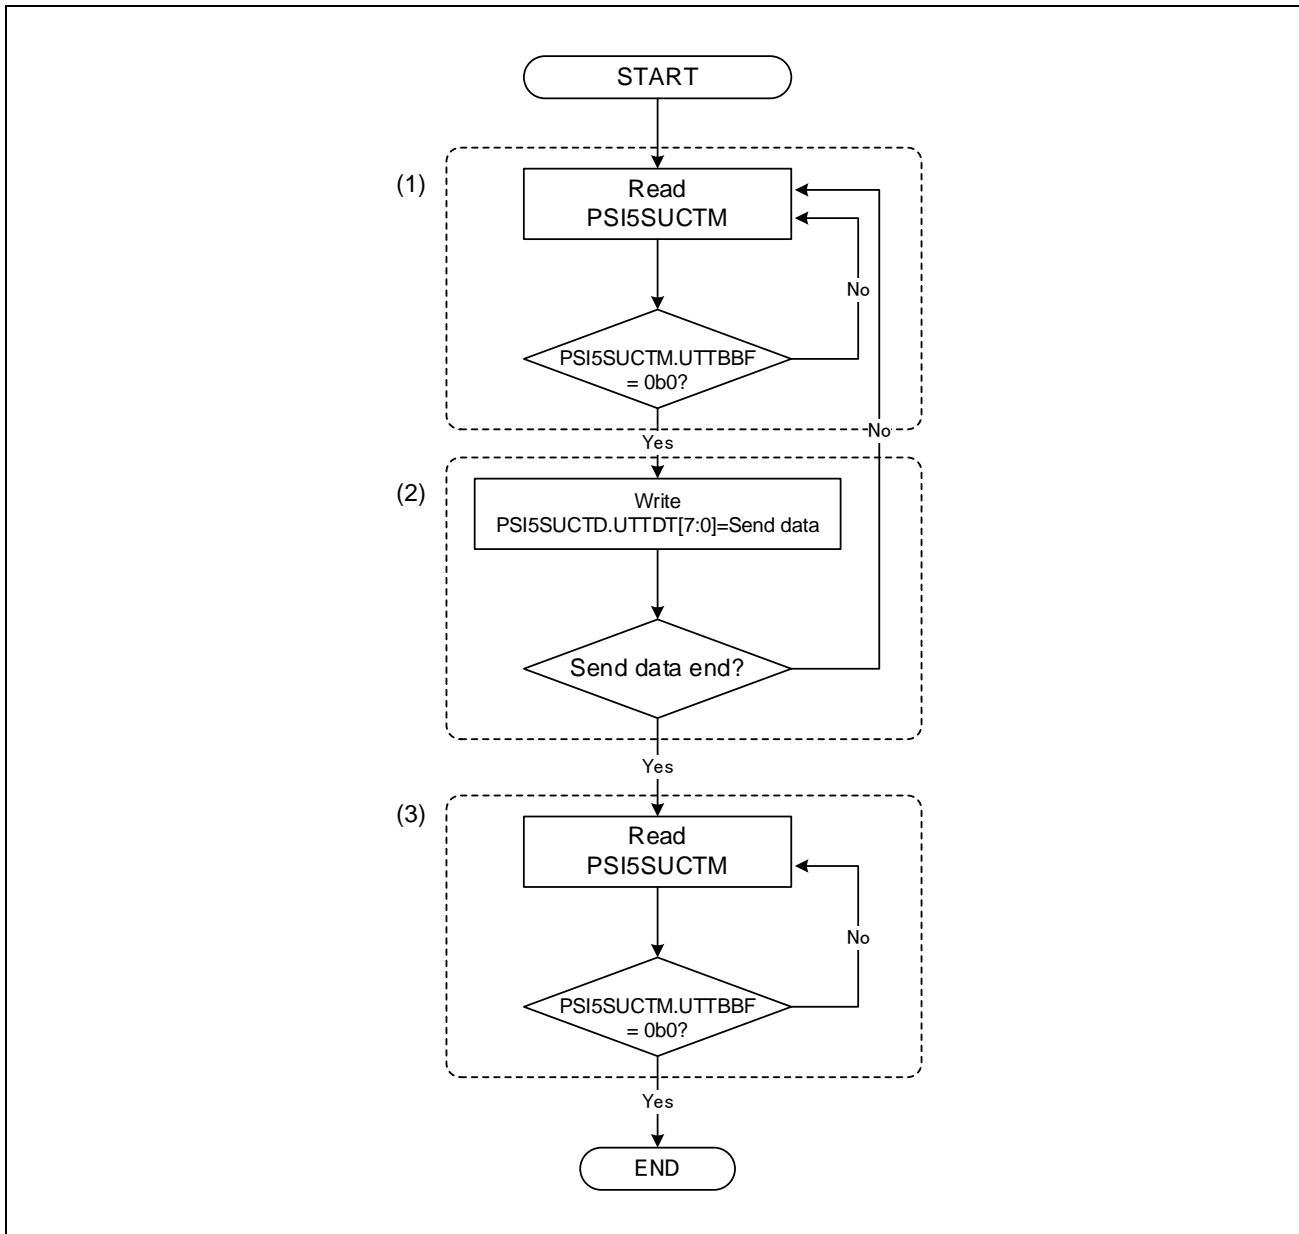 START
(1)
Read
PSI5SUCTM
No
PSI5SUCTM.UTTBBF
= 0b0?
No
Yes
(2)
Write
PSI5SUCTD.UTTDT[7:0]=Send data
Send data end?
Yes
(3)
Read
PSI5SUCTM
No
PSI5SUCTM.UTTBBF
= 0b0?
Yes
END